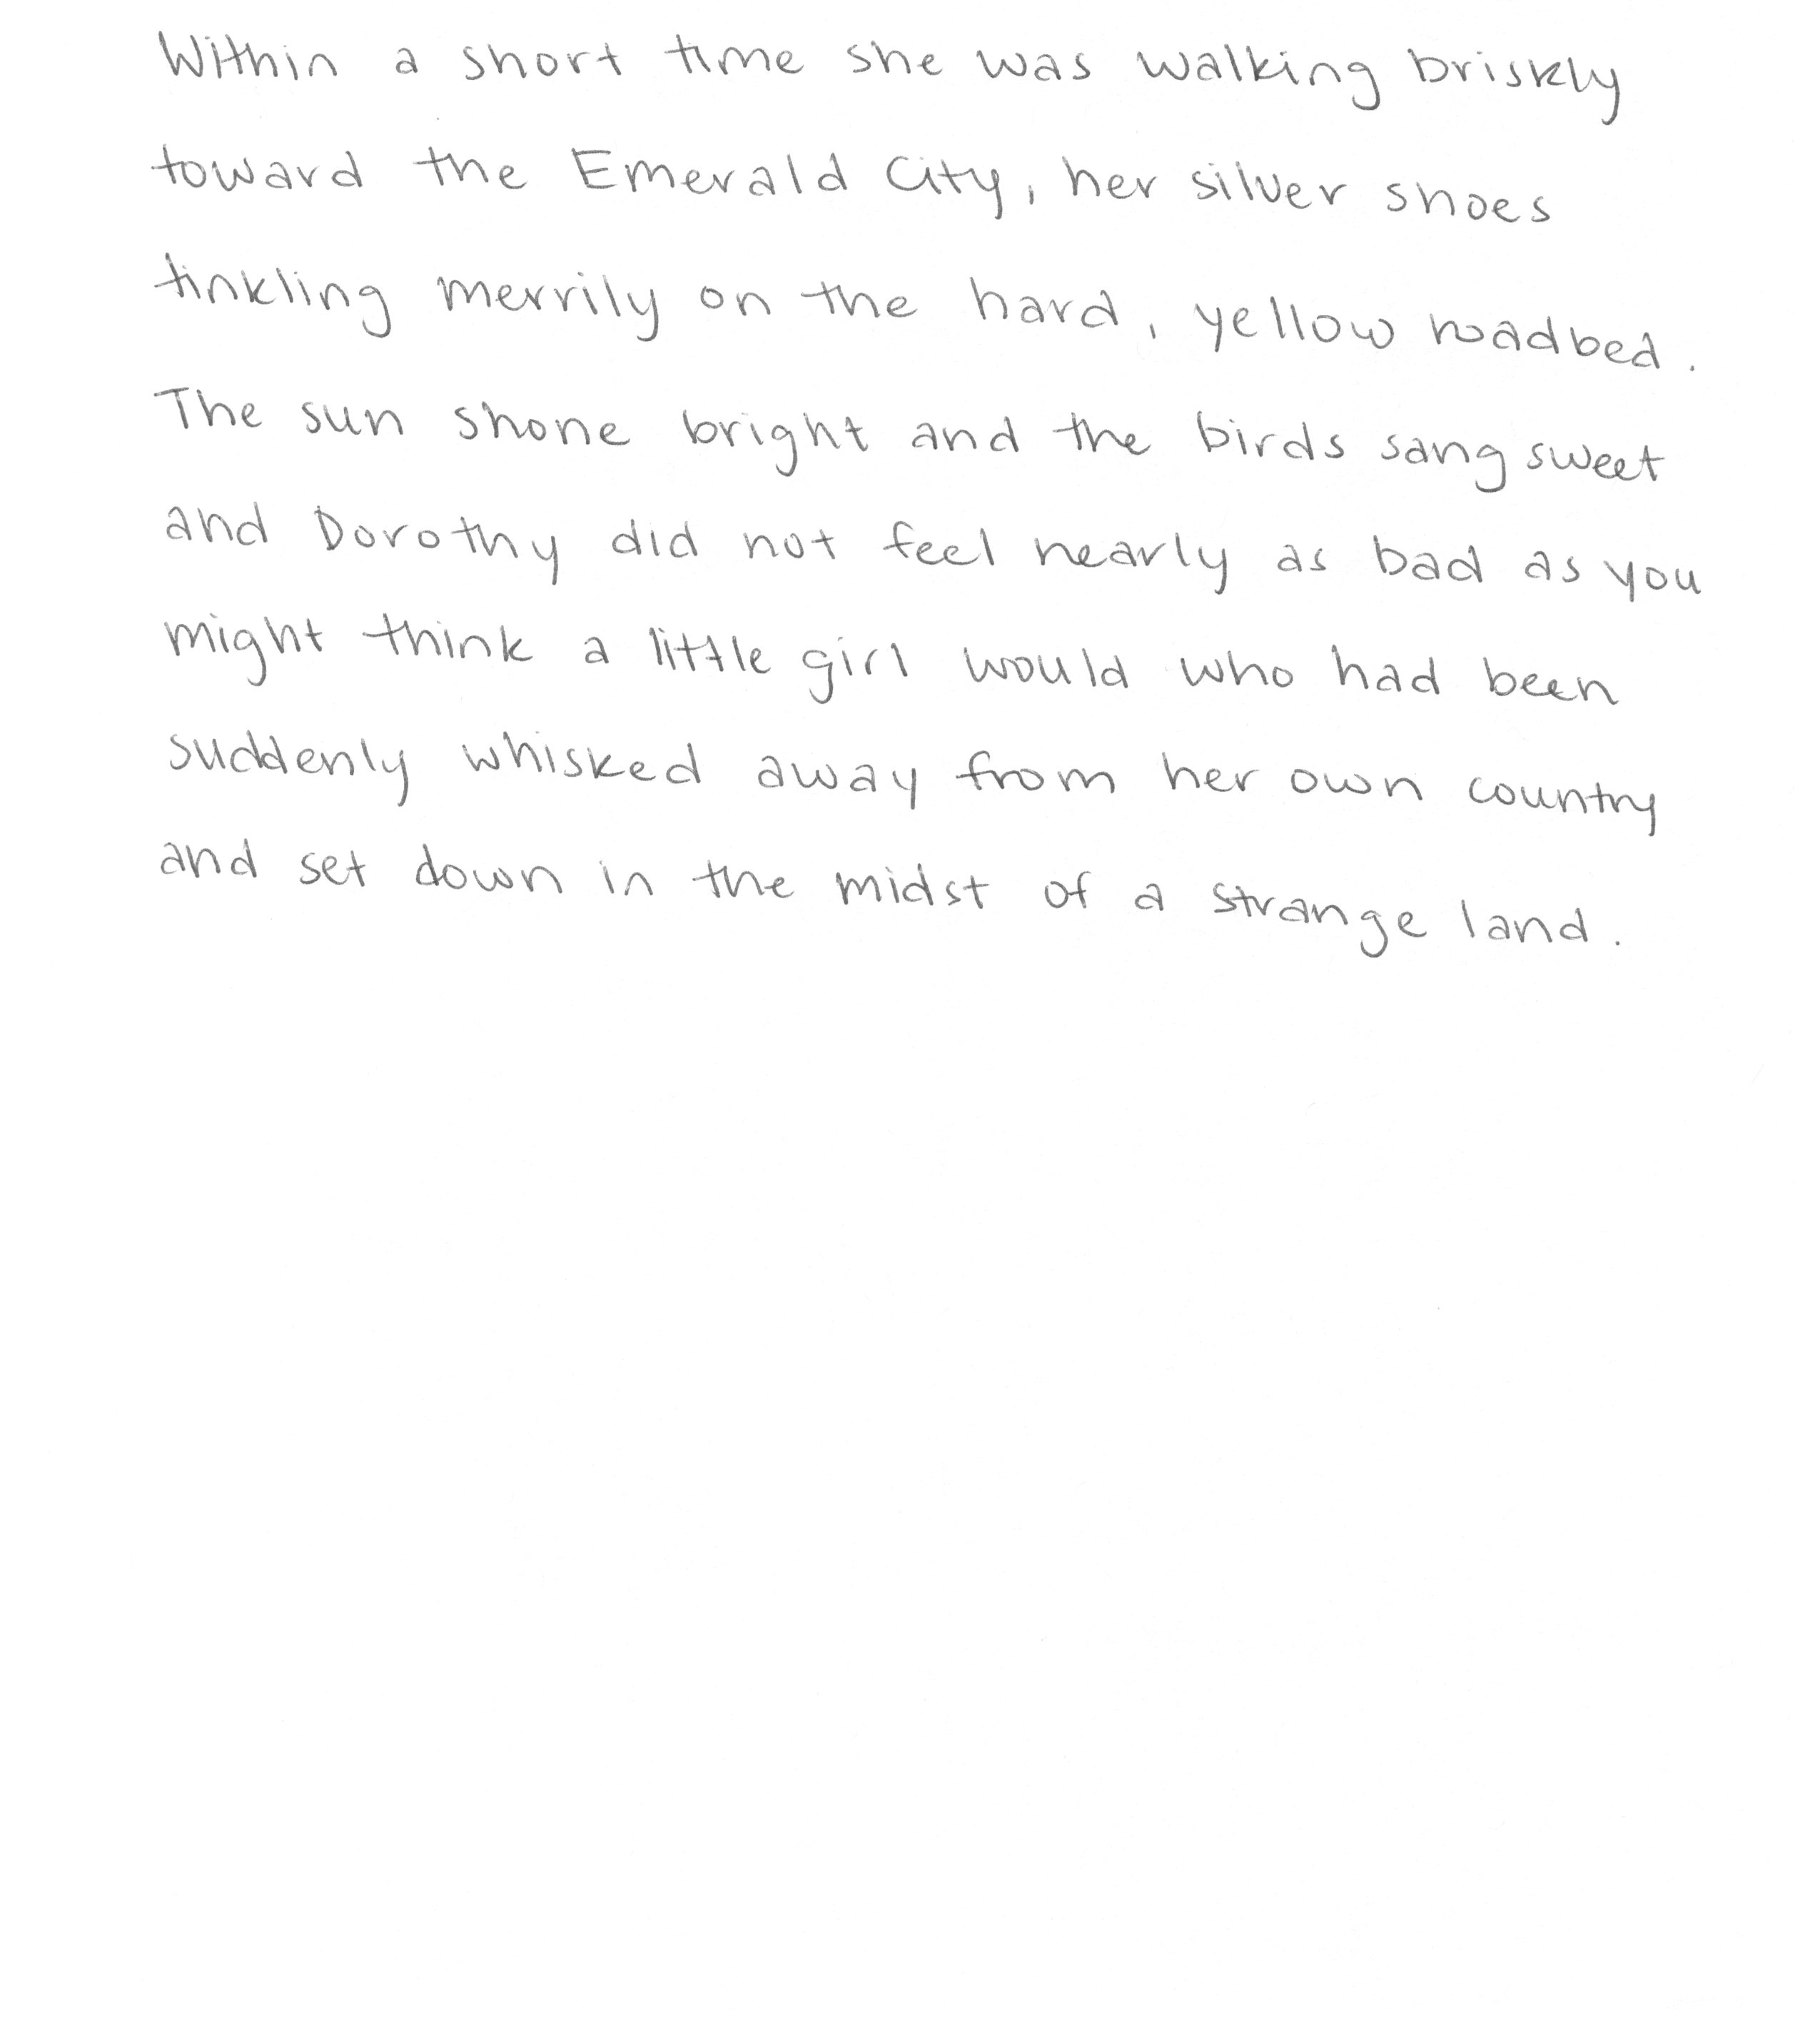 Within a short time she was walking briskly
toward the Emerald City, her silver shoes
tinkling merrily on the hard, yellow roadbed.
The sun shone bright and the birds sang sweet
and Dorothy did not feel nearly as bad as you
might think a little girl would who had been
suddenly whisked away from her own country
and set down in the midst of a strange land.